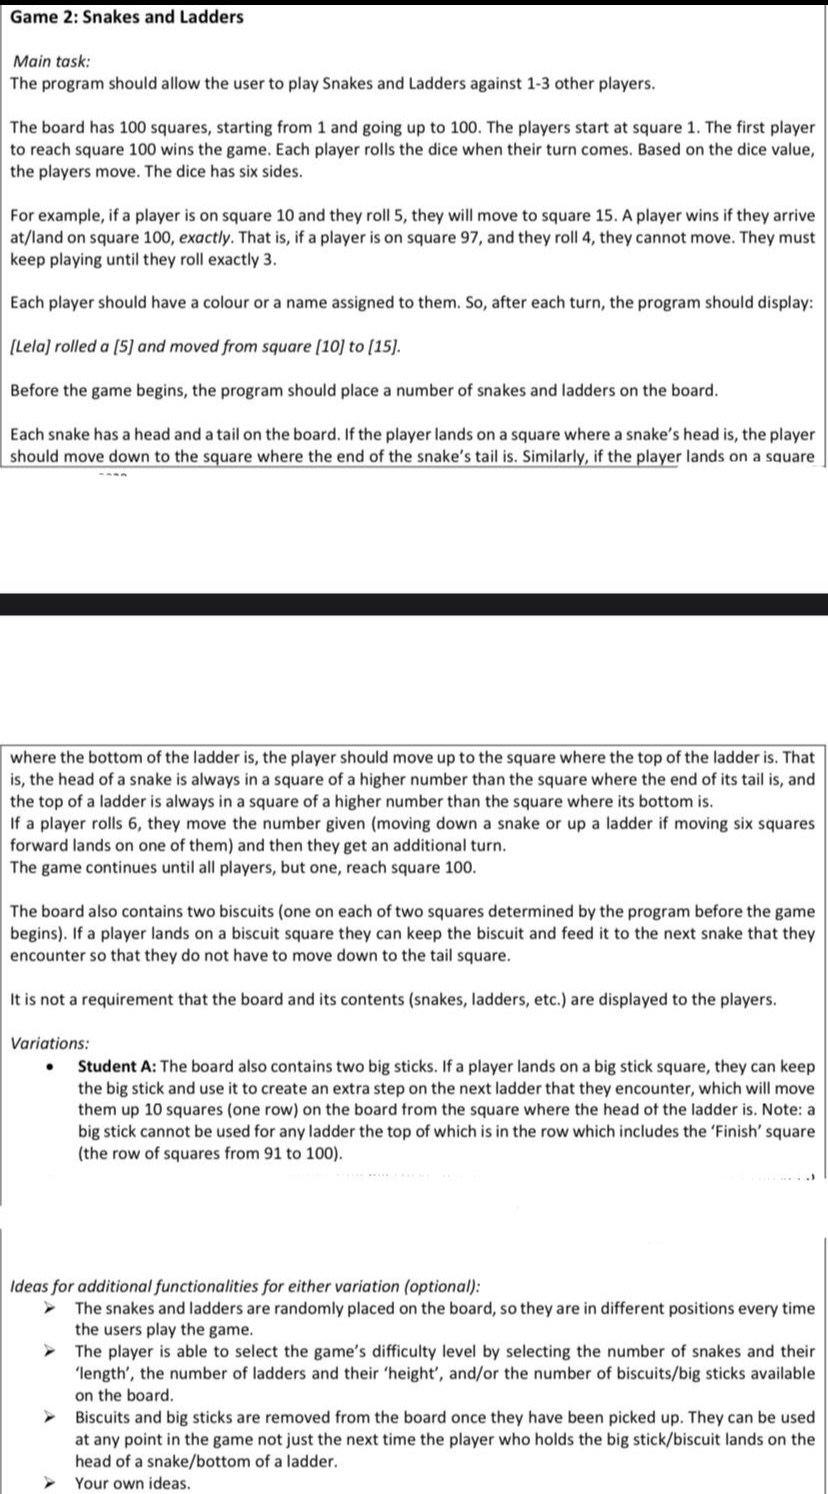 Game 2: Snakes and Ladders
Main task:
The program should allow the user to play Snakes and Ladders against 1-3 other players.
The board has 100 squares, starting from 1 and going up to 100. The players start at square 1. The first player
to reach square 100 wins the game. Each player rolls the dice when their turn comes. Based on the dice value,
the players move. The dice has six sides.
For example, if a player is on square 10 and they roll 5, they will move to square 15. A player wins if they arrive
at/land on square 100, exactly. That is, if a player is on square 97, and they roll 4, they cannot move. They must
keep playing until they roll exactly 3.
Each player should have a colour or a name assigned to them. So, after each turn, the program should display:
[Lela] rolled a [5] and moved from square [10] to [15].
Before the game begins, the program should place a number of snakes and ladders on the board.
Each snake has a head and a tail on the board. If the player lands on a square where a snake's head is, the player
should move down to the square where the end of the snake's tail is. Similarly, if the player lands on a square
where the bottom of the ladder is, the player should move up to the square where the top of the ladder is. That
is, the head of a snake is always in a square of a higher number than the square where the end of its tail is, and
the top of a ladder is always in a square of a higher number than the square where its bottom is.
If a player rolls 6, they move the number given (moving down a snake or up a ladder if moving six squares
forward lands on one of them) and then they get an additional turn.
The game continues until all players, but one, reach square 100.
The board also contains two biscuits (one on each of two squares determined by the program before the game
begins). If a player lands on a biscuit square they can keep the biscuit and feed it to the next snake that they
encounter so that they do not have to move down to the tail square.
It is not a requirement that the board and its contents (snakes, ladders, etc.) are displayed to the players.
Variations:
• Student A: The board also contains two big sticks. If a player lands on a big stick square, they can keep
the big stick and use it to create an extra step on the next ladder that they encounter, which will move
them up 10 squares (one row) on the board from the square where the head of the ladder is. Note: a
big stick cannot be used for any ladder the top of which is in the row which includes the 'Finish' square
(the row of squares from 91 to 100).
Ideas for additional functionalities for either variation (optional):
➢ The snakes and ladders are randomly placed on the board, so they are in different positions every time
the users play the game.
➢ The player is able to select the game's difficulty level by selecting the number of snakes and their
'length', the number of ladders and their 'height', and/or the number of biscuits/big sticks available
on the board.
➢ Biscuits and big sticks are removed from the board once they have been picked up. They can be used
at any point in the game not just the next time the player who holds the big stick/biscuit lands on the
head of a snake/bottom of a ladder.
➢ Your own ideas.